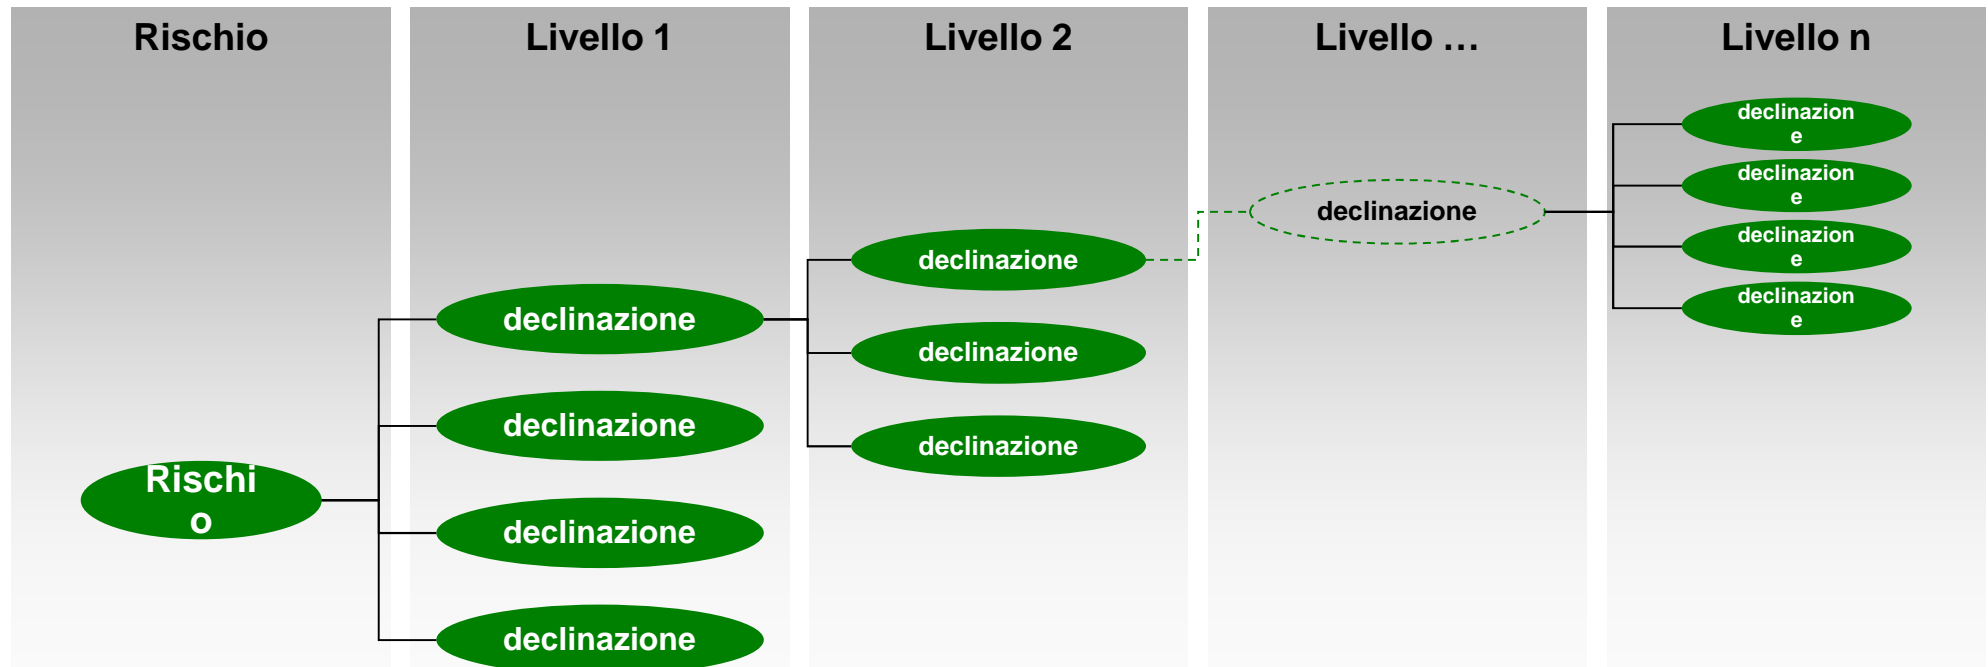 Rischio
Livello 1
Livello 2
Livello …
Livello n
Rischi
o
declinazione
declinazione
declinazione
declinazione
declinazione
declinazione
declinazione
declinazione
declinazion
e
declinazion
e
declinazion
e
declinazion
e